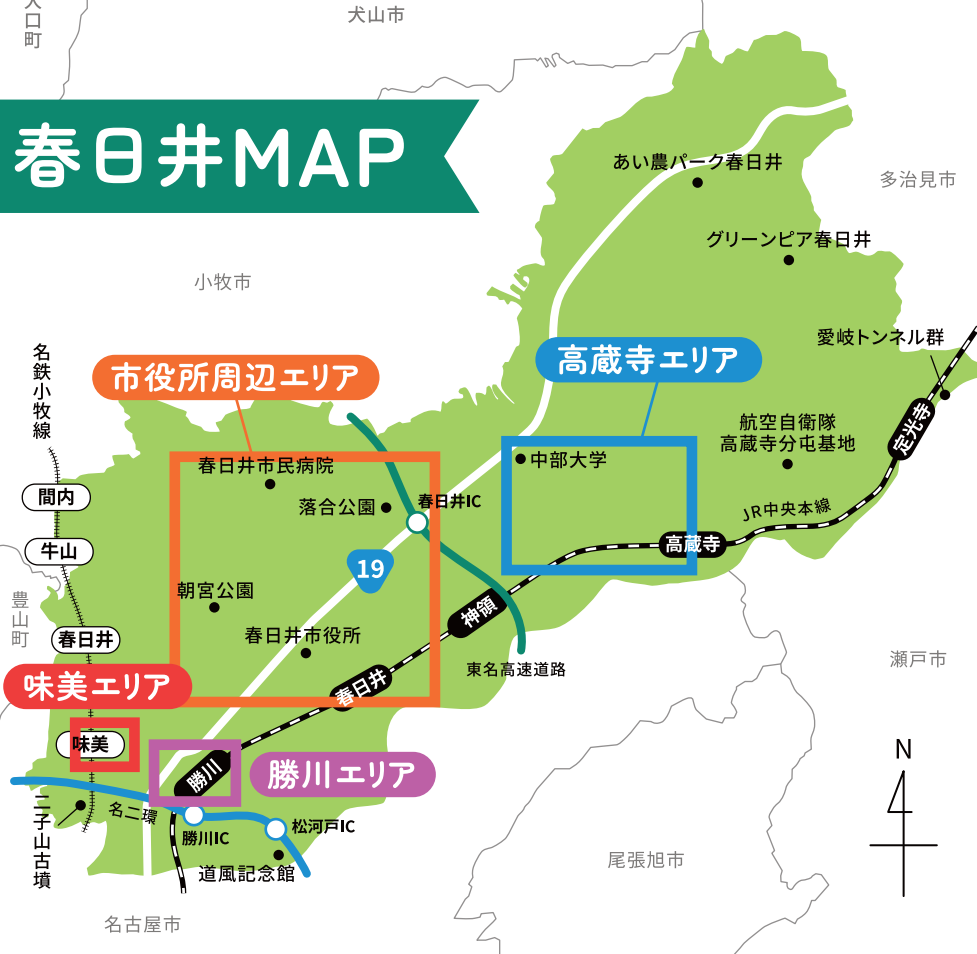 犬山市
大口町
春日井MAP
あい農パーク春日井
多治見市
グリーンピア春日井
小牧市
愛岐トンネル群
名鉄小牧線
高蔵寺エリア
市役所周辺エリア
定光寺
航空自衛隊
高蔵寺分屯基地
中部大学
春日井市民病院
間内
落合公園
春日井IC
JR中央本線
高蔵寺
牛山
19
朝宮公園
豊山町
神領
春日井
春日井市役所
東名高速道路
瀬戸市
味美エリア
春日井
味美
勝川
勝川エリア
N
名二環
二子山古墳
勝川IC
松河戸IC
道風記念館
尾張旭市
名古屋市